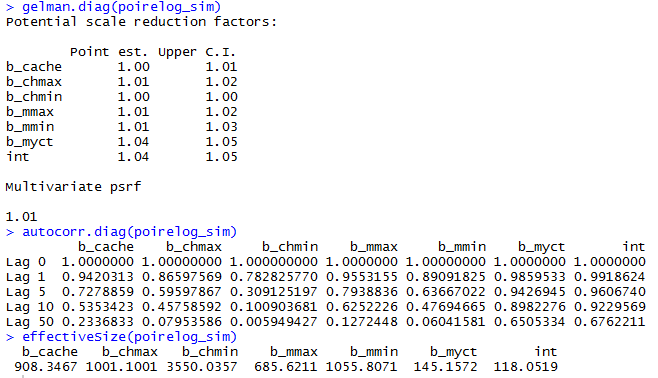 > gelman.diag(poirelog_sim)
Potential scale reduction factors:
Point est. Upper C.I.
b_cache 1.00 1.01
b_chmax 1.01 1.02
b_chmin 1.00 1.00
b_mmax 1.01 1.02
b_mmin 1.01 1.03
b_myct 1.04 1.05
int 1.04 1.05
Multivariate psrf
1.01
> autocorr.diag(poirelog_sim)
b_cache b_chmax b_chmin b_mmax b_mmin b_myct int
Lag 0 1.0000000 1.00000000 1.000000000 1.0000000 1.00000000 1.0000000 1.0000000
Lag 1 0.9420313 0.86597569 0.782825770 0.9553155 0.89091825 0.9859533 0.9918624
Lag 5 0.7278859 0.59597867 0.309125197 0.7938836 0.63667022 0.9426945 0.9606740
Lag 10 0.5353423 0.45758592 0.100903681 0.6252226 0.47694665 0.8982276 0.9229569
Lag 50 0.2336833 0.07953586 0.005949427 0.1272448 0.06041581 0.6505334 0.6762211
> effectiveSize(poirelog_sim)
b_cache b_chmax b_chmin b_mmax b_mmin b_myct int
908.3467 1001.1001 3550.0357 685.6211 1055.8071 145.1572 118.0519